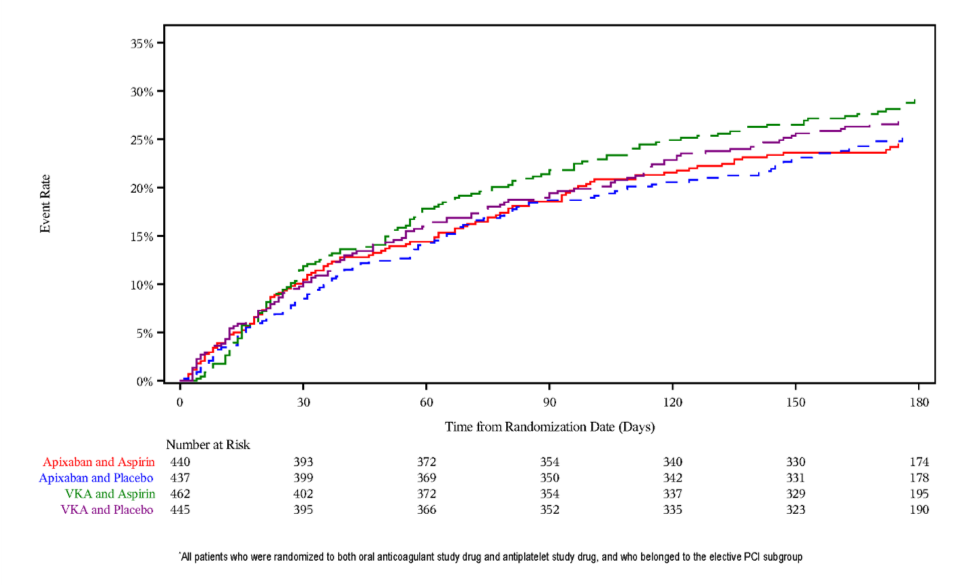 35%
30%
25%
20%
15%
10%
5%
0%
Event Rate
0 30 60 90 120 150 180
Time from Randomization Date (Days)
Number at Risk
Apixaban and Aspirin 440 393 372 354 340 330 174
Apixaban and Placebo 437 399 369 350 342 331 178
VKA and Aspirin 462 402 372 354 337 329 195
VKA and Placebo 445 395 366 352 335 323 190
*All patients who were randomized to both oral anticoagulant study drug and antiplatelet study drug, and who belonged to the elective PCI subgroup